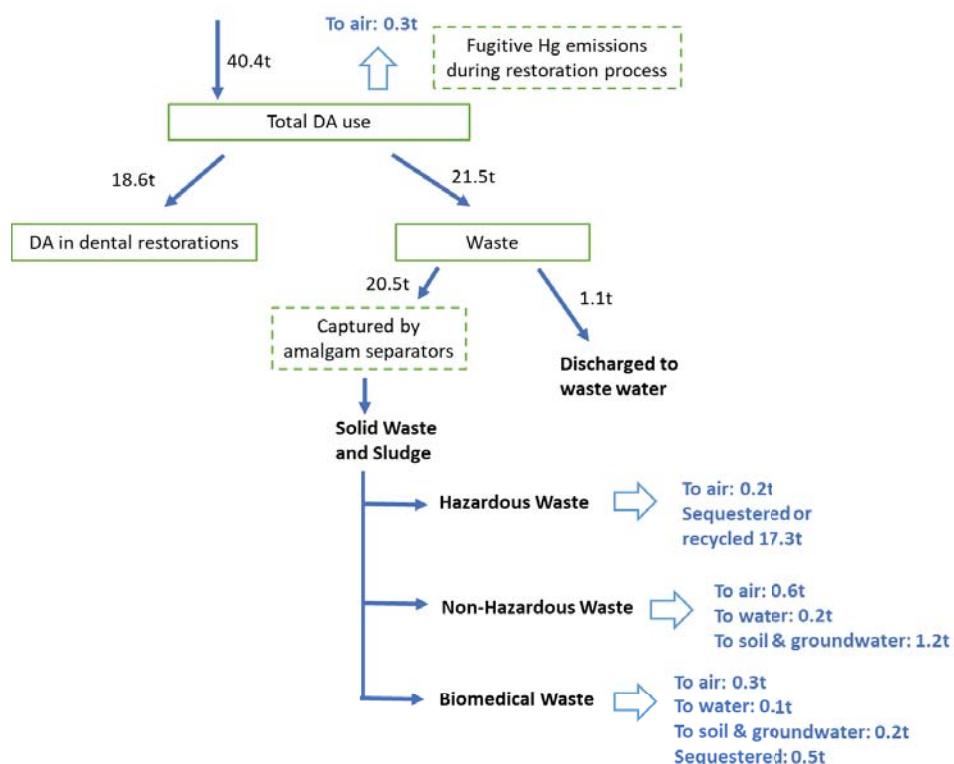 To air: 0.3t
Fugitive Hg emissions
during restoration process
40.4t
Total DA use
18.6t
21.5t
DA in dental restorations
Waste
20.5t
1.1t
Captured by
amalgam separators
Discharged to
waste water
Solid Waste
and Sludge
Hazardous Waste
To air: 0.2t
Sequestered or
recycled 17.3t
Non-Hazardous Waste
To air: 0.6t
To water: 0.2t
To soil & groundwater: 1.2t
Biomedical Waste
To air: 0.3t
To water: 0.1t
To soil & groundwater: 0.2t
Sequestered: 0.5t